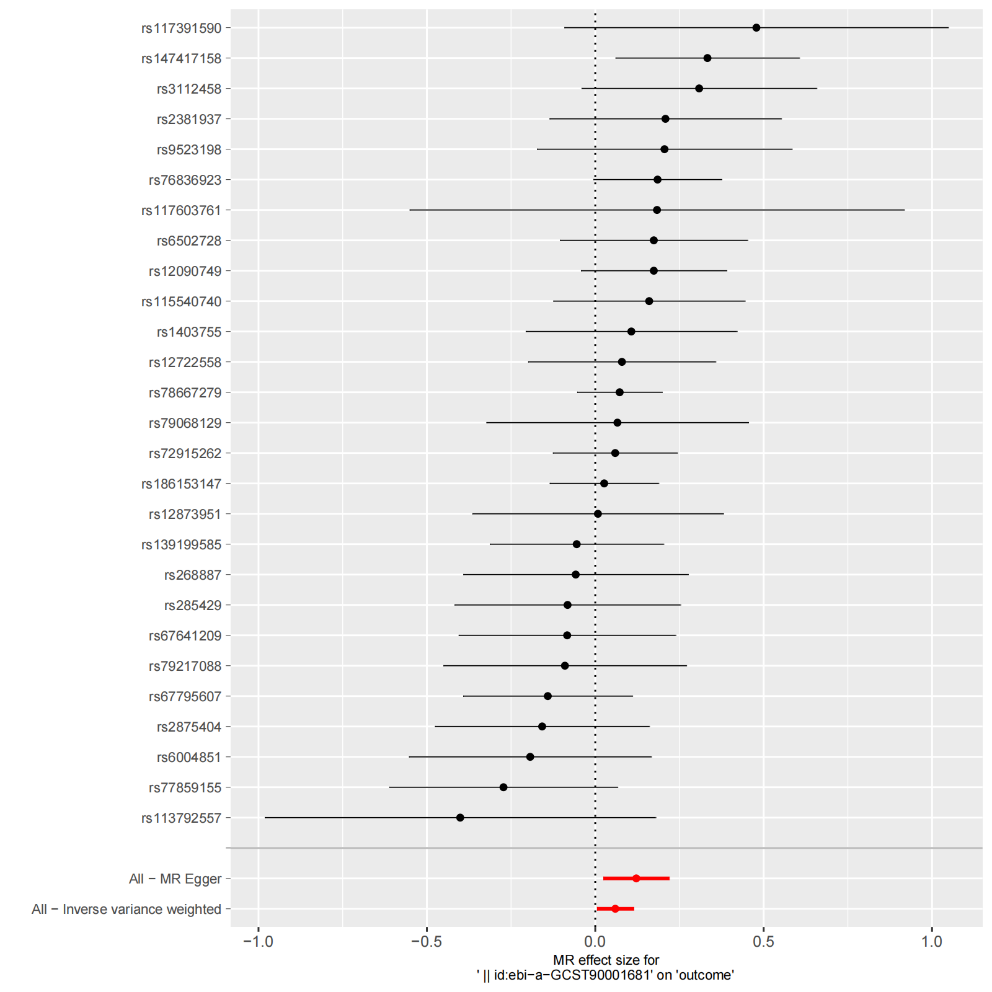 rs117391590
rs147417158
rs3112458
rs2381937
rs9523198
rs76836923
rs117603761
rs6502728
rs12090749
rs115540740
rs1403755
rs12722558
rs78667279
rs79068129
rs72915262
rs186153147
rs12873951
rs139199585
rs268887
rs285429
rs67641209
rs79217088
rs67795607
rs2875404
rs6004851
rs77859155
rs113792557
All − MR Egger
All − Inverse variance weighted
−1.0 −0.5 0.0 0.5 1.0
MR effect size for
' || id:ebi−a−GCST90001681' on 'outcome'